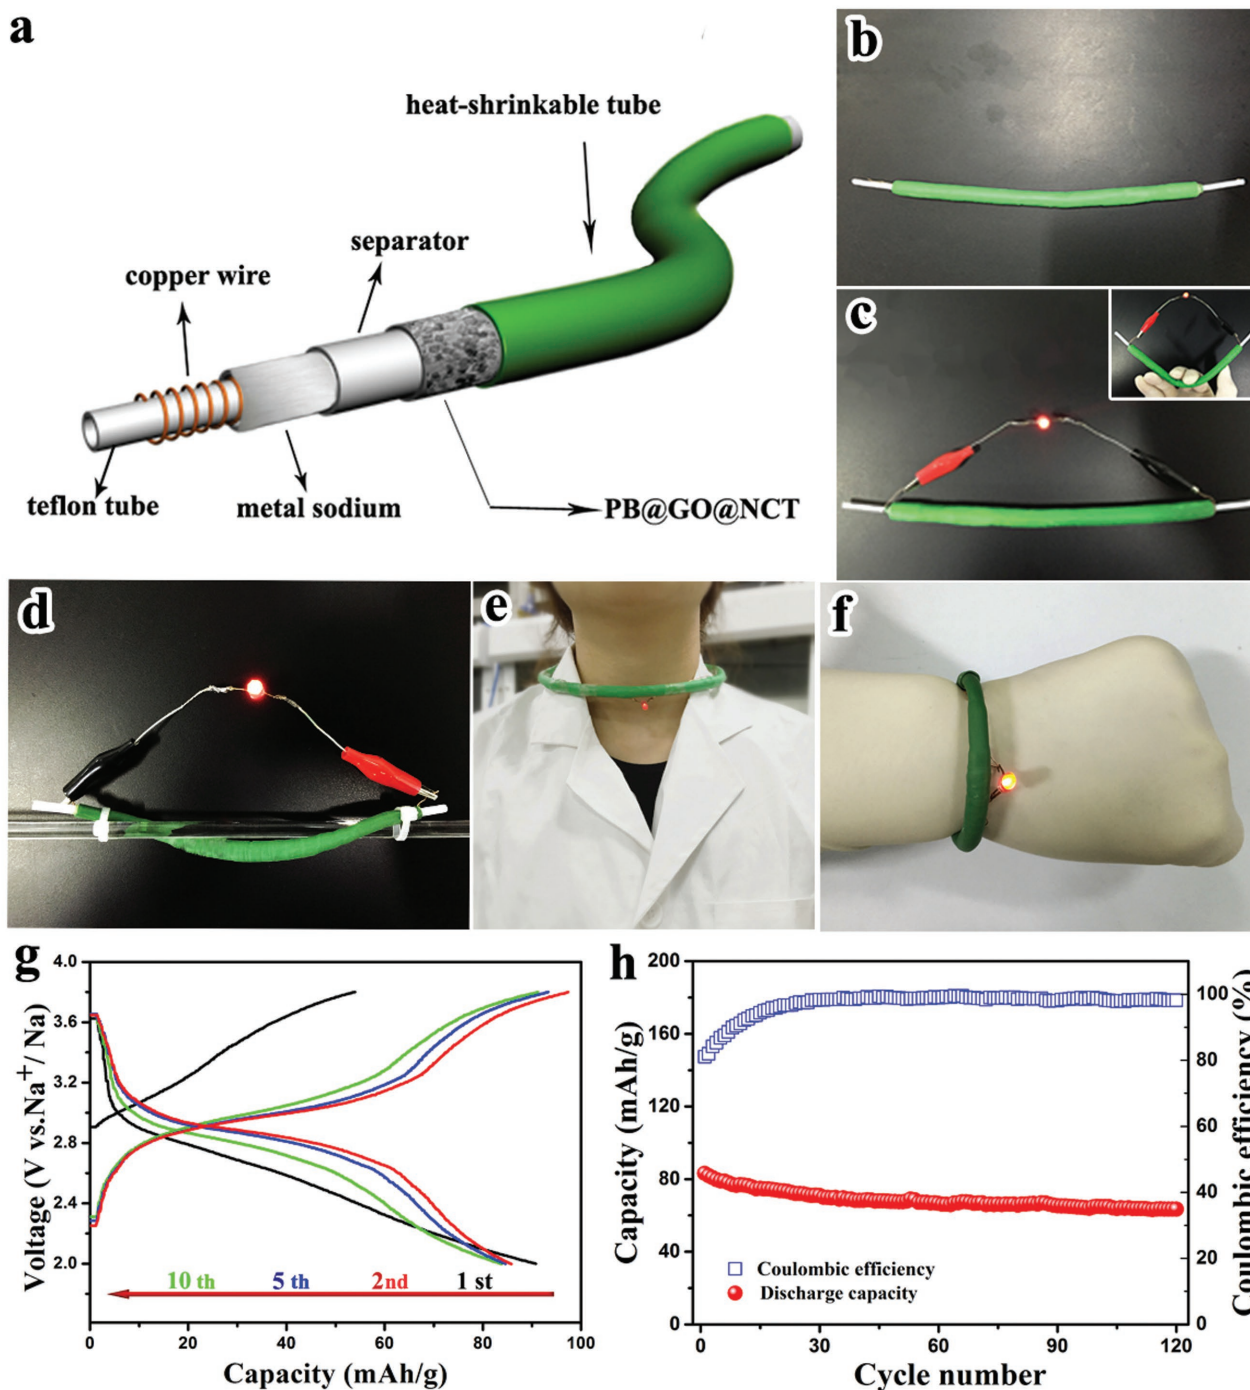 a
heat-shrinkable tube
separator
copper wire
teflon tube
metal sodium
PB@GO@NCT
b
c
d
e
f
g
4.0
3.6
3.2
2.8
2.4
2.0
Voltage (V vs.Na+/ Na)
10 th 5 th 2nd 1 st
0 20 40 60 80 100
Capacity (mAh/g)
h
200
160
120
80
40
0
Capacity (mAh/g)
100
80
60
40
20
0
Coulombic efficiency (%)
Coulombic efficiency
Discharge capacity
0 30 60 90 120
Cycle number